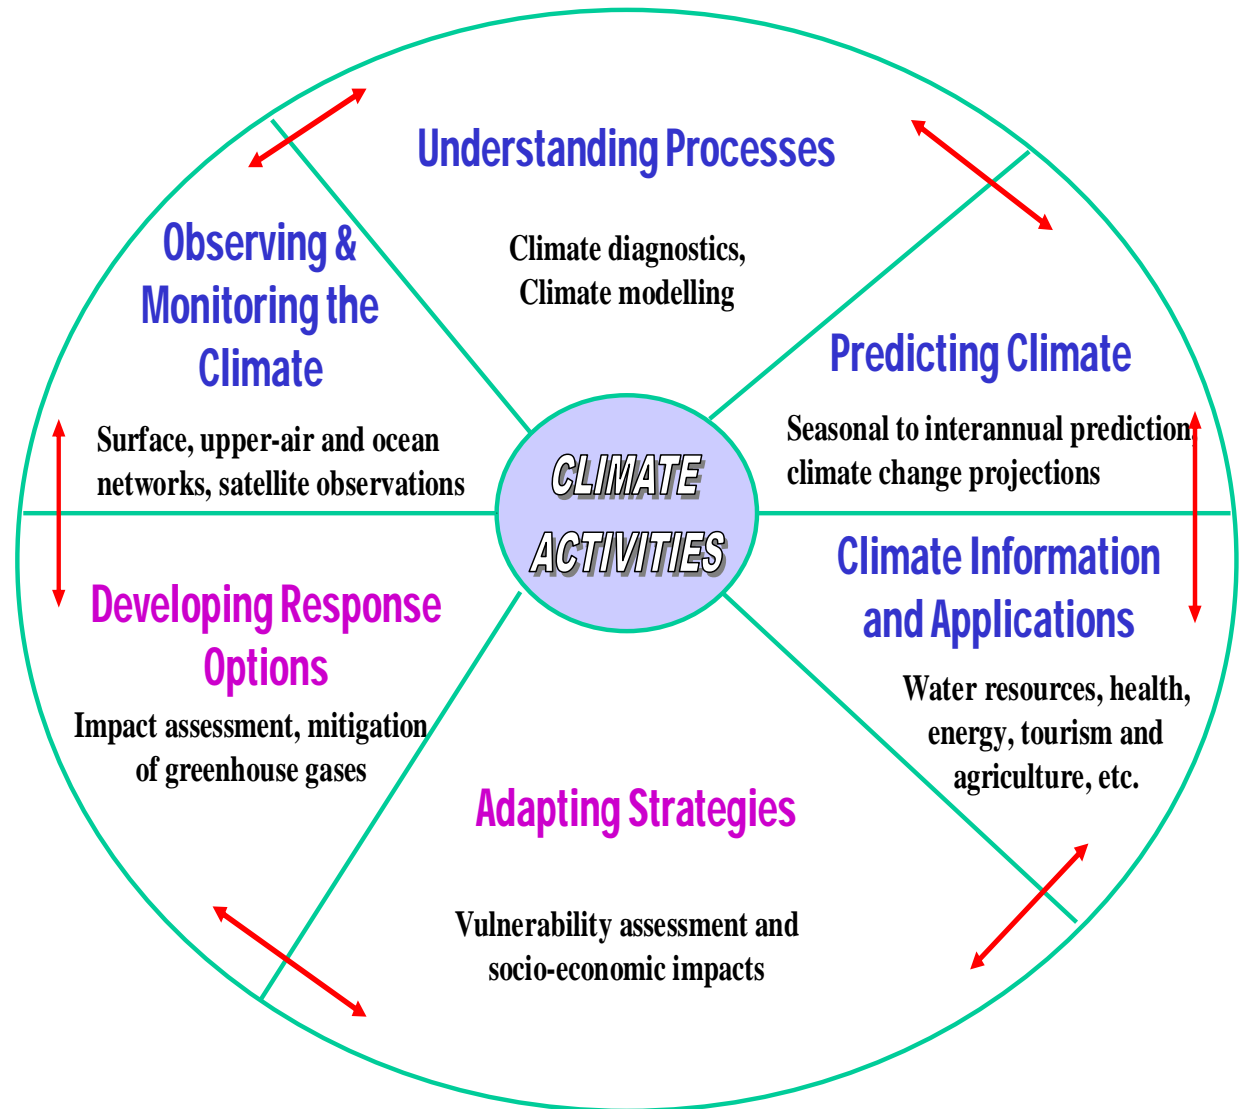 Understanding Processes
Climate diagnostics,
Climate modelling
Observing &
Monitoring the
Climate
Surface, upper-air and ocean
networks, satellite observations
Predicting Climate
Seasonal to interannual prediction,
climate change projections
CLIMATE
ACTIVITIES
Climate Information
and Applications
Water resources, health,
energy, tourism and
agriculture, etc.
Developing Response
Options
Impact assessment, mitigation
of greenhouse gases
Adapting Strategies
Vulnerability assessment and
socio-economic impacts